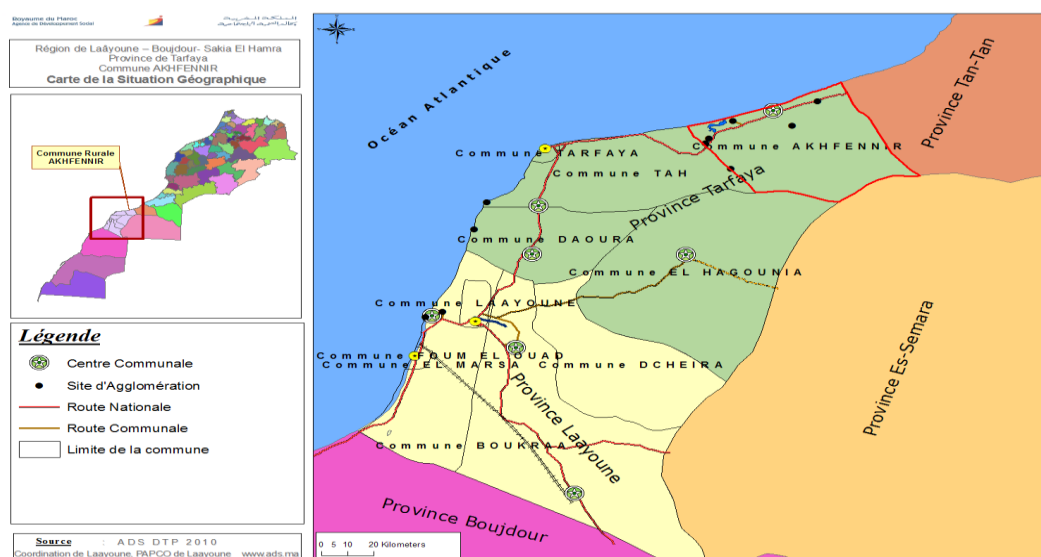 Royaume du Maroc
Agence de Développement Social
Région de Laâyoune – Boujdour- Sakia El Hamra
Province de Tarfaya
Commune AKHFENNIR
Carte de la Situation Géographique
Commune Rurale
AKHFENNIR
Légende
Centre Communale
Site d'Agglomération
Route Nationale
Route Communale
Limite de la commune
Source : ADS DTP 2010
Coordination de Laayoune, PAPCO de Laayoune www.ads.ma
Océan Atlantique
Province Tan-Tan
Commune AKHFENNIR
Commune TARFAYA
Commune TAH
Province Tarfaya
Commune DAOURA
Commune EL HAGOUNIA
Commune LAAYOUNE
Commune FOUM EL OUAD
Commune EL MARSA
Commune DCHEIRA
Province Es-Semara
Province Laayoune
Commune BOUKRAA
Province Boujdour
0 5 10 20 Kilometers